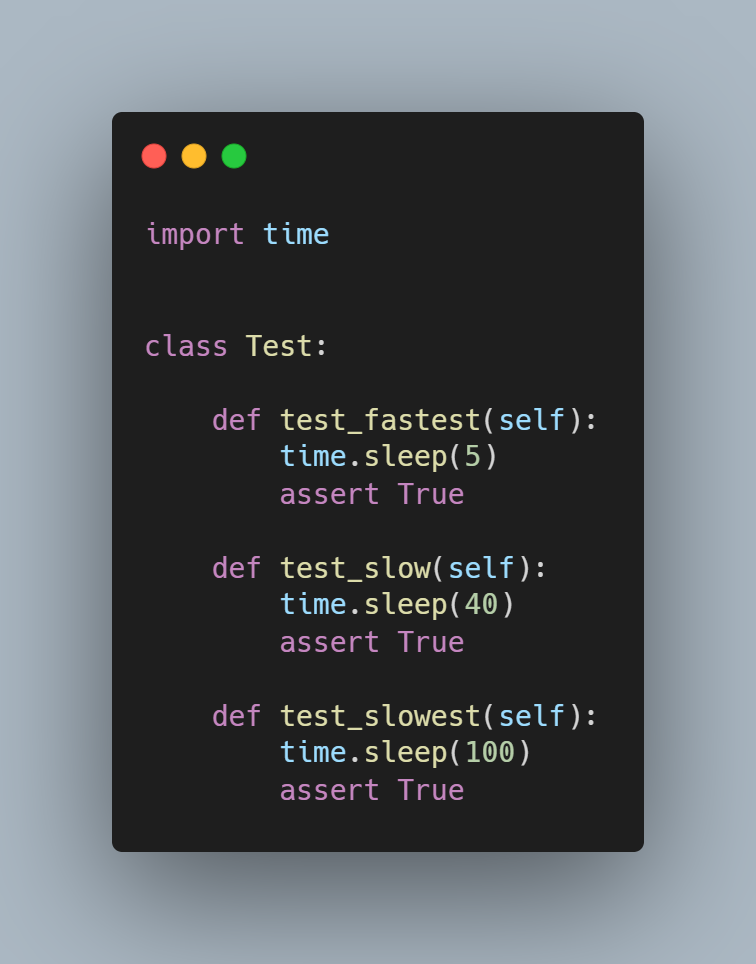 import time
class Test:
    def test_fastest(self):
        time.sleep(5)
        assert True
    def test_slow(self):
        time.sleep(40)
        assert True
    def test_slowest(self):
        time.sleep(100)
        assert True